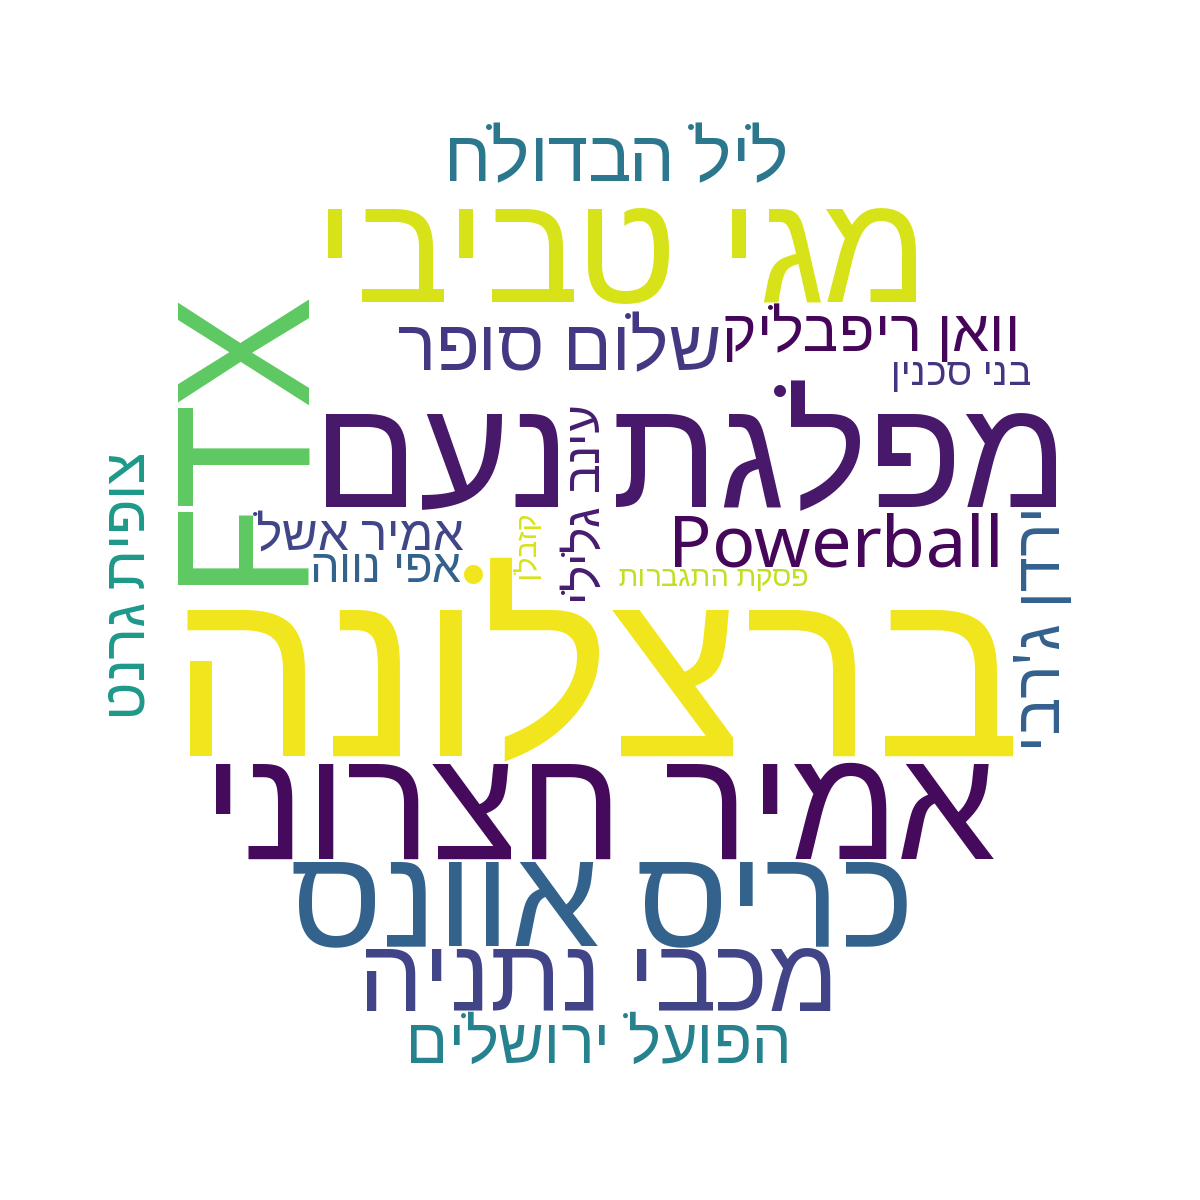 ליל הבדולח
מגי טביבי
שלום סופר
וואן ריפבליק
בני סכנין
FTX
מפלגת נעם
עינב גלילי
צופית גרנט
אמיר אשל
אפי נווה
קזבלן
Powerball
פסקת התגברות
ירדן ג'רבי
ברצלונה
אמיר חצרוני
כריס אוונס
מכבי נתניה
הפועל ירושלים